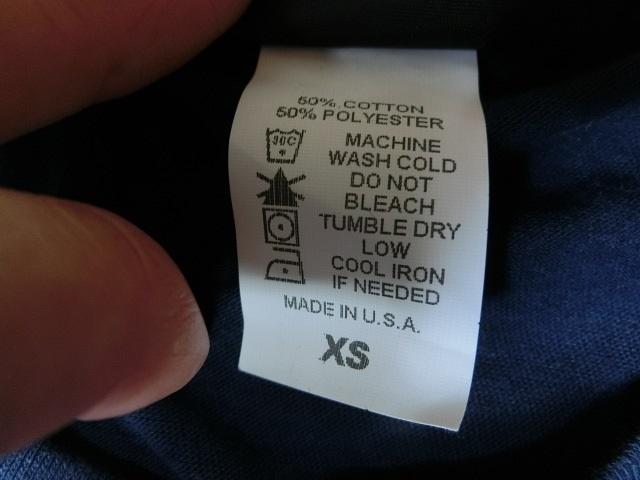 50% COTTON
50% POLYESTER
30C
MACHINE
WASH COLD
DO NOT
BLEACH
TUMBLE DRY
LOW
COOL IRON
IF NEEDED
MADE IN U.S.A.
XS